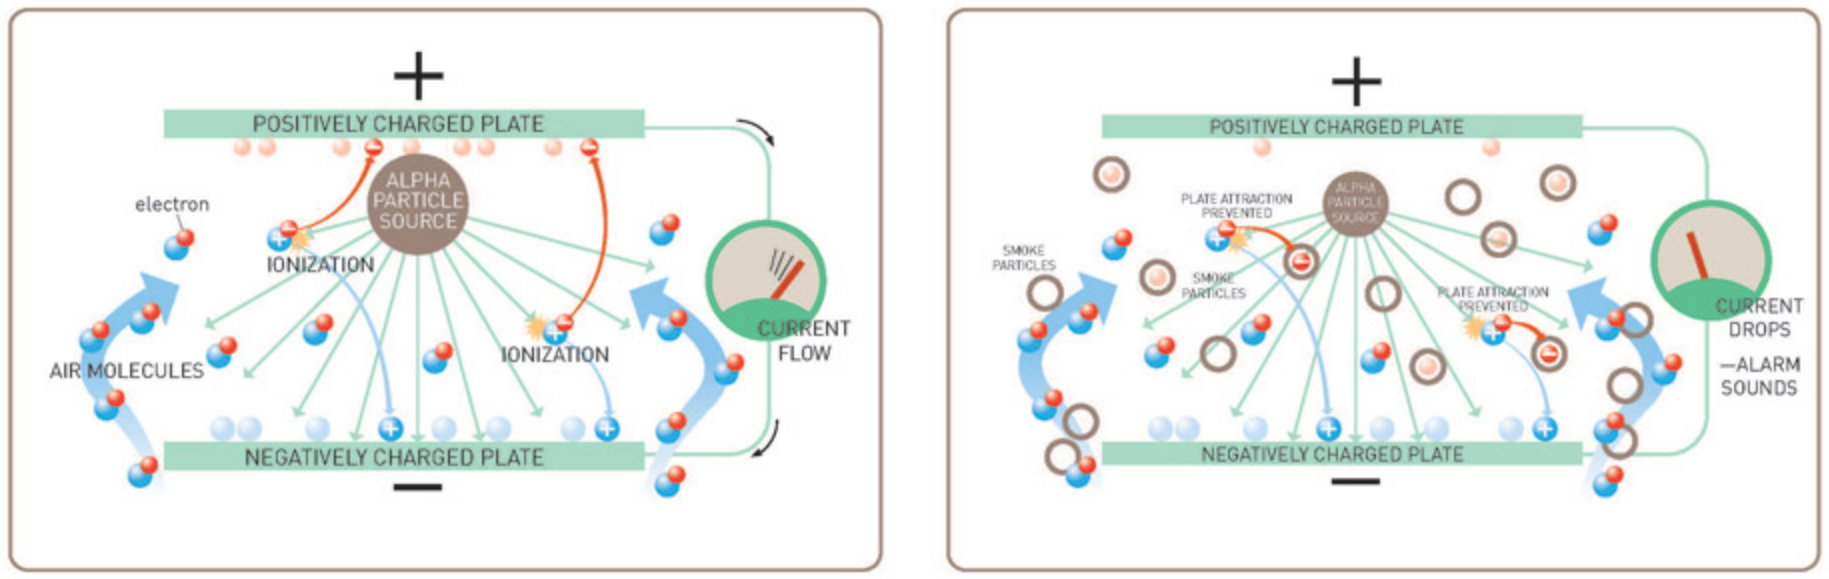 +
POSITIVELY CHARGED PLATE
ALPHA
PARTICLE
SOURCE
electron
IONIZATION
AIR MOLECULES
IONIZATION
CURRENT
FLOW
NEGATIVELY CHARGED PLATE
−
+
POSITIVELY CHARGED PLATE
ALPHA
PARTICLE
SOURCE
PLATE ATTRACTION
PREVENTED
SMOKE
PARTICLES
SMOKE
PARTICLES
PLATE ATTRACTION
PREVENTED
CURRENT
DROPS
—ALARM
SOUNDS
NEGATIVELY CHARGED PLATE
−